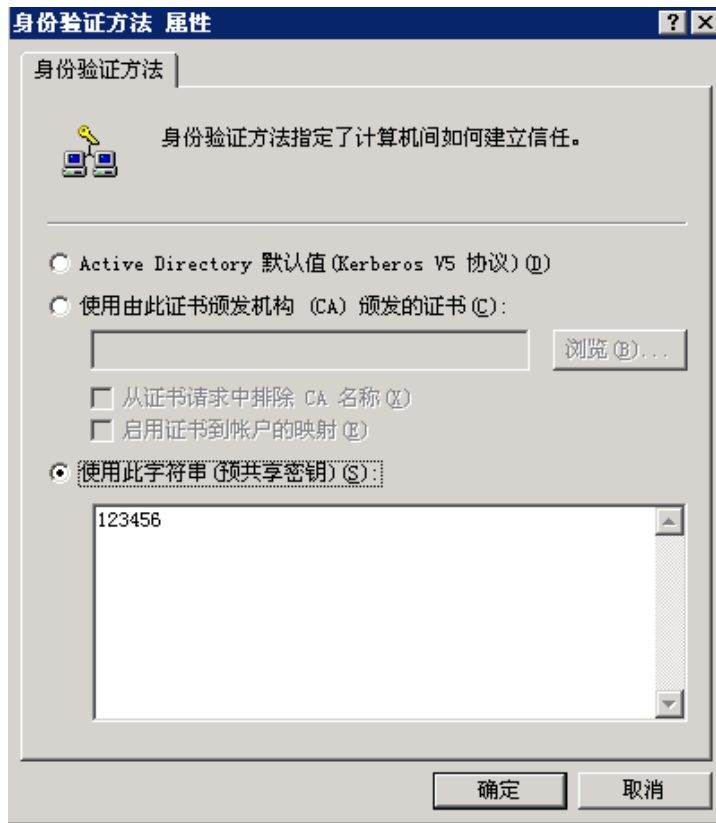 身份验证方法 属性
身份验证方法
身份验证方法指定了计算机间如何建立信任。
Active Directory 默认值(Kerberos V5 协议)(D)
使用由此证书颁发机构 (CA) 颁发的证书(C):
浏览(B)...
从证书请求中排除 CA 名称(X)
启用证书到帐户的映射(E)
使用此字符串(预共享密钥)(S):
123456
确定
取消